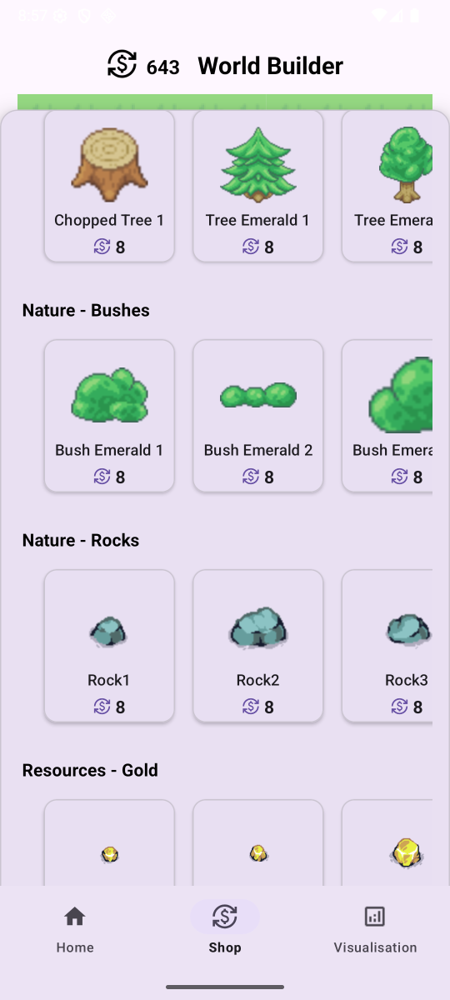 8:57
643 World Builder
Chopped Tree 1
Tree Emerald 1
Tree Emera
8
8
8
Nature - Bushes
Bush Emerald 1
Bush Emerald 2
Bush Emera
8
8
8
Nature - Rocks
Rock1
Rock2
Rock3
8
8
8
Resources - Gold
Home
Shop
Visualisation